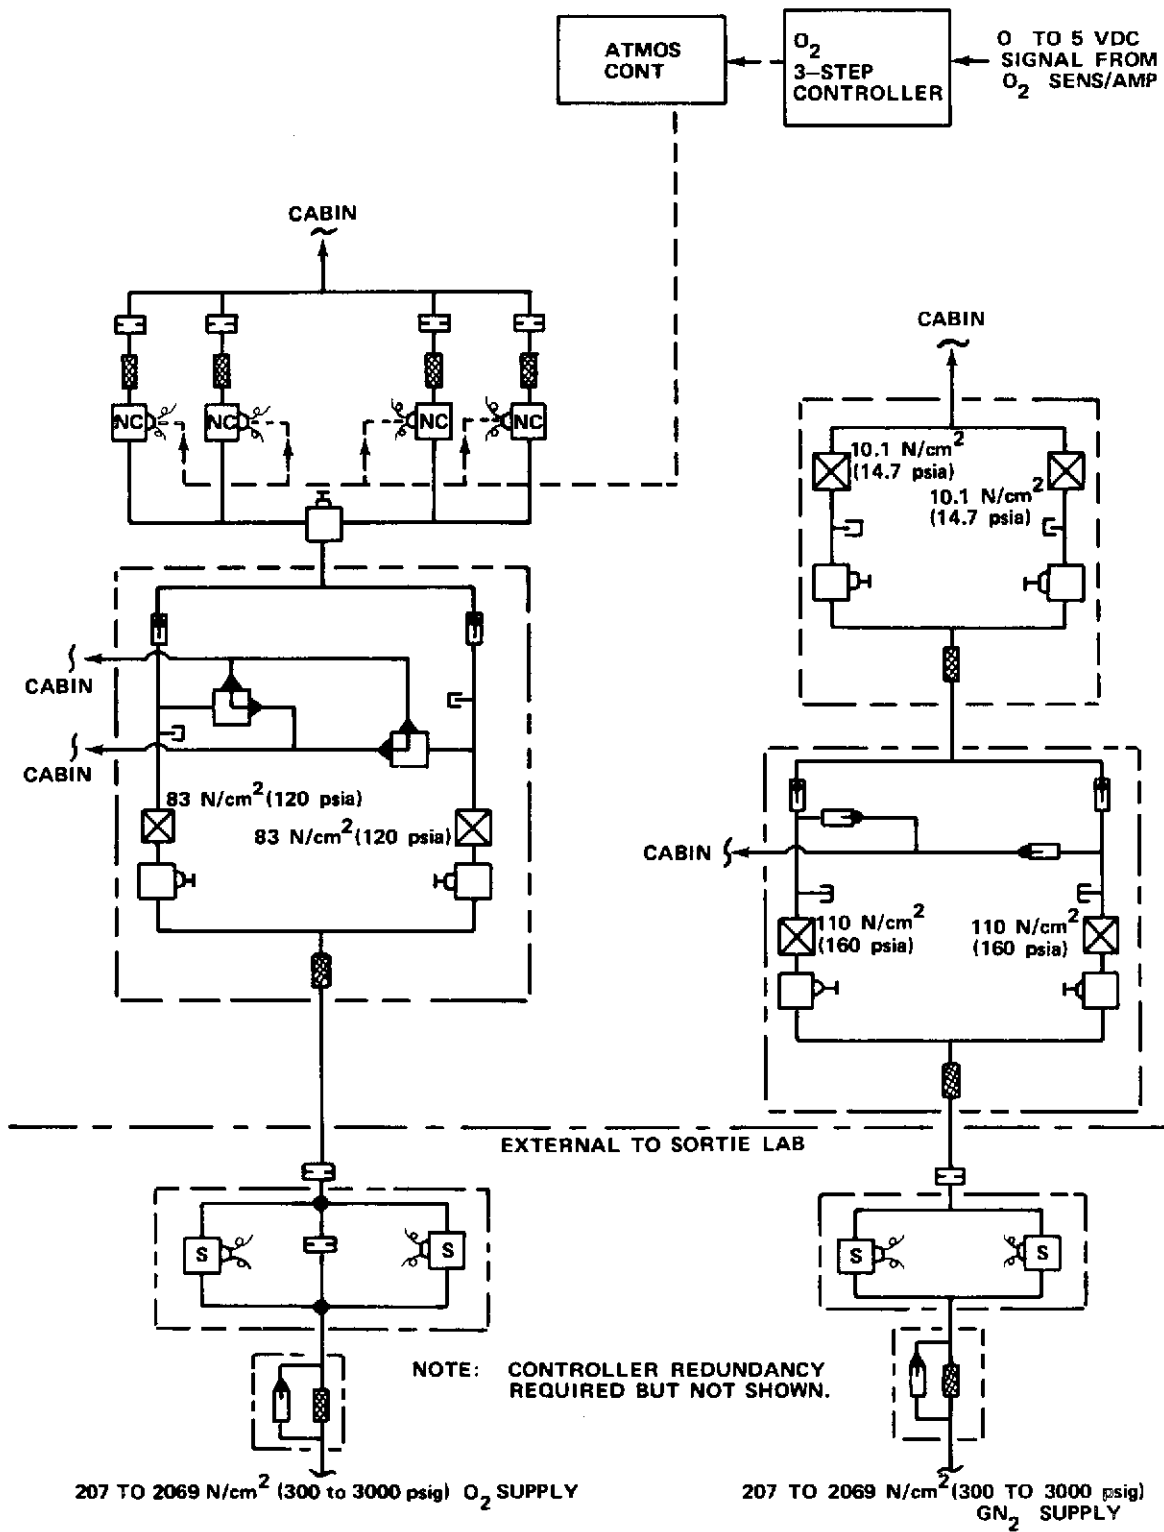 ATMOS
CONT
O2
3-STEP
CONTROLLER
0 TO 5 VDC
SIGNAL FROM
O2 SENS/AMP
CABIN
NC
NC
NC
NC
CABIN
10.1 N/cm2
(14.7 psia)
10.1 N/cm2
(14.7 psia)
CABIN
CABIN
83 N/cm2 (120 psia)
83 N/cm2 (120 psia)
CABIN
110 N/cm2
(160 psia)
110 N/cm2
(160 psia)
EXTERNAL TO SORTIE LAB
S
S
S
S
NOTE: CONTROLLER REDUNDANCY
REQUIRED BUT NOT SHOWN.
207 TO 2069 N/cm2 (300 to 3000 psig) O2 SUPPLY
207 TO 2069 N/cm2 (300 TO 3000 psig)
GN2 SUPPLY